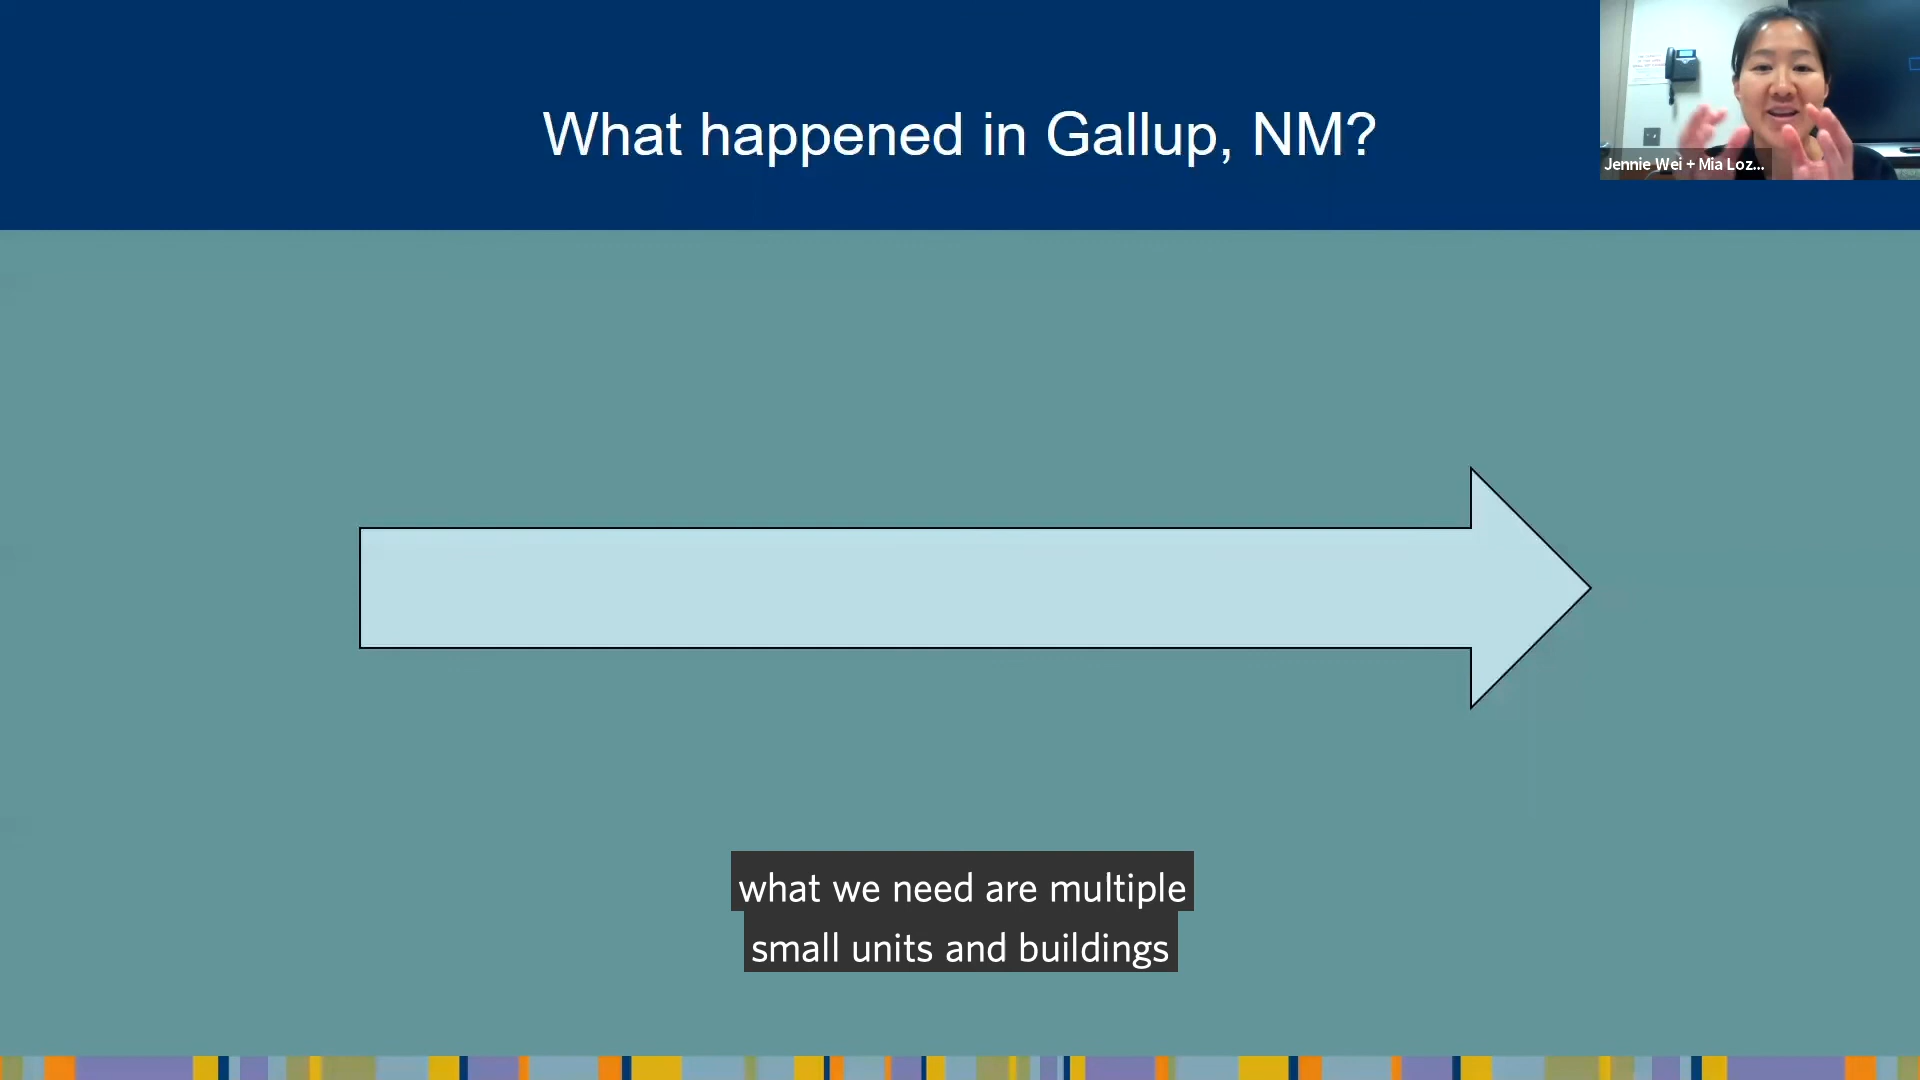 What happened in Gallup, NM?
Jennie Wei + Mia Loz...
what we need are multiple
small units and buildings